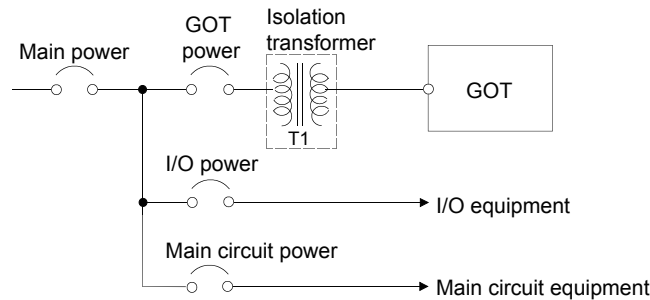 Main power
GOT
power
Isolation
transformer
T1
GOT
I/O power
I/O equipment
Main circuit power
Main circuit equipment